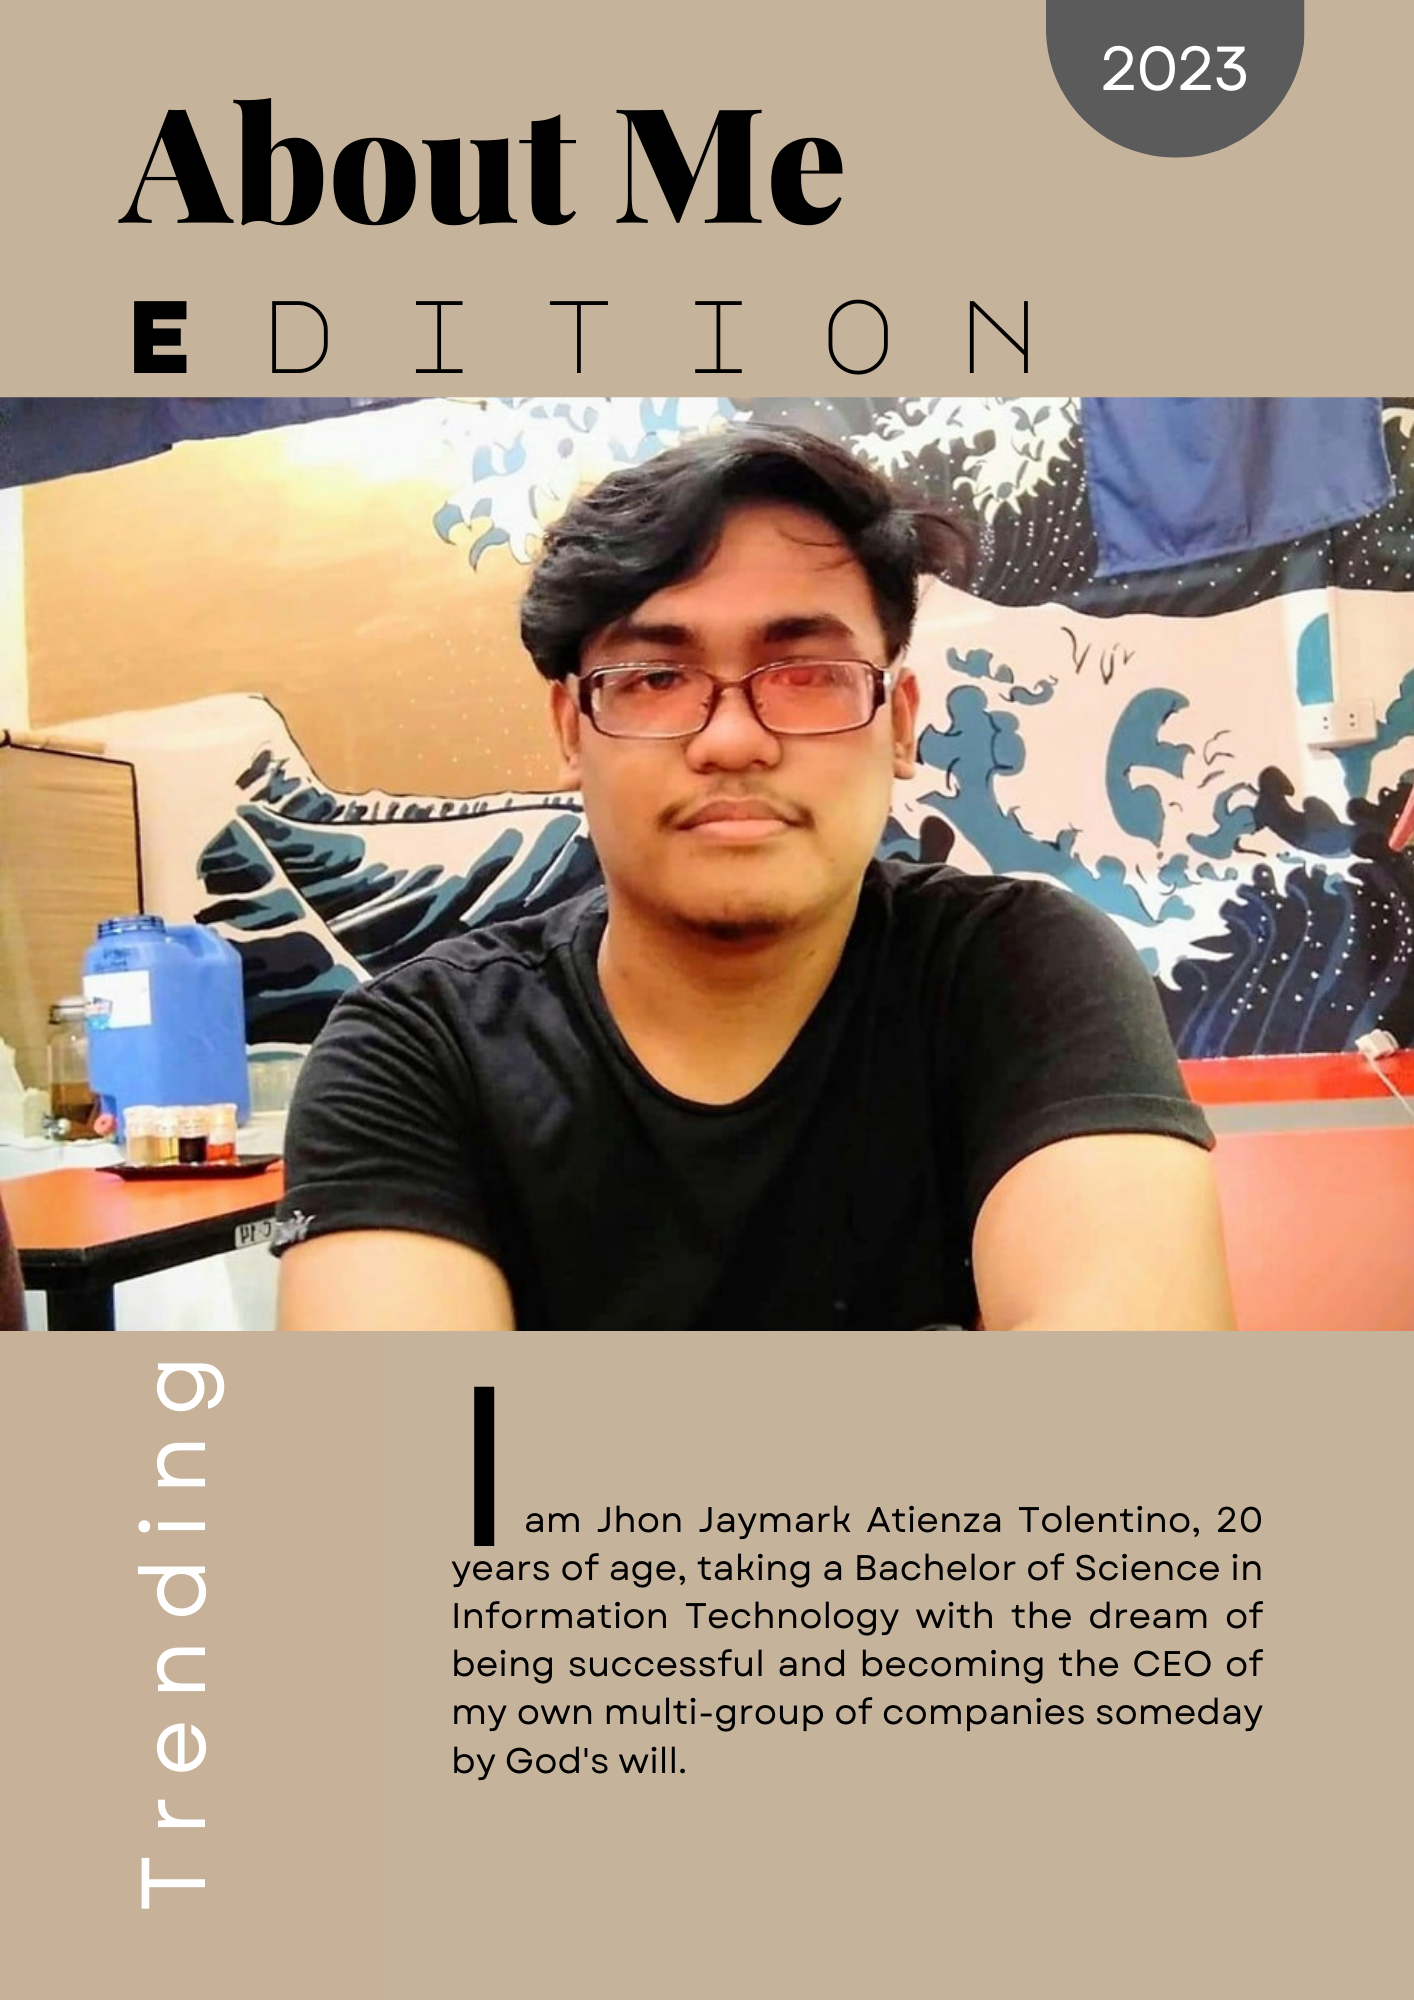 2023
About Me
EDITION
I am Jhon Jaymark Atienza Tolentino, 20
years of age, taking a Bachelor of Science in
Information Technology with the dream of
being successful and becoming the CEO of
my own multi-group of companies someday
by God's will.
Trending